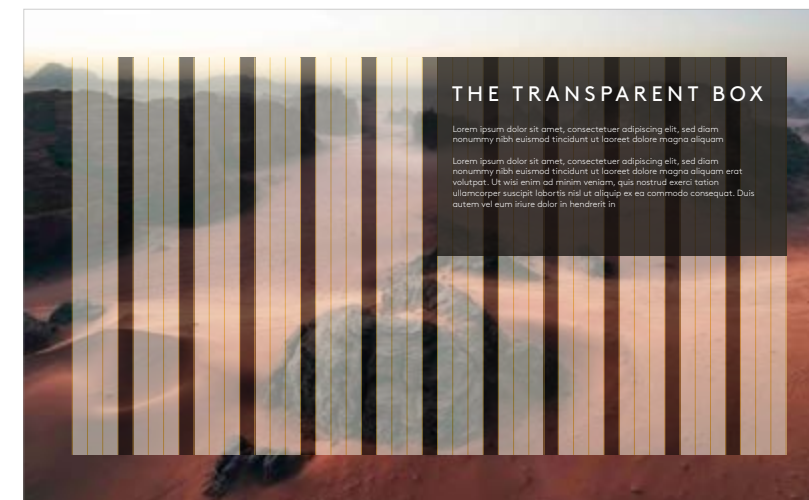 THE TRANSPARENT BOX
Lorem ipsum dolor sit amet, consectetuer adipiscing elit, sed diam
nonummy nibh euismod tincidunt ut laoreet dolore magna aliquam
Lorem ipsum dolor sit amet, consectetuer adipiscing elit, sed diam
nonummy nibh euismod tincidunt ut laoreet dolore magna aliquam erat
volutpat. Ut wisi enim ad minim veniam, quis nostrud exerci tation
ullamcorper suscipit lobortis nisl ut aliquip ex ea commodo consequat. Duis
autem vel eum iriure dolor in hendrerit in